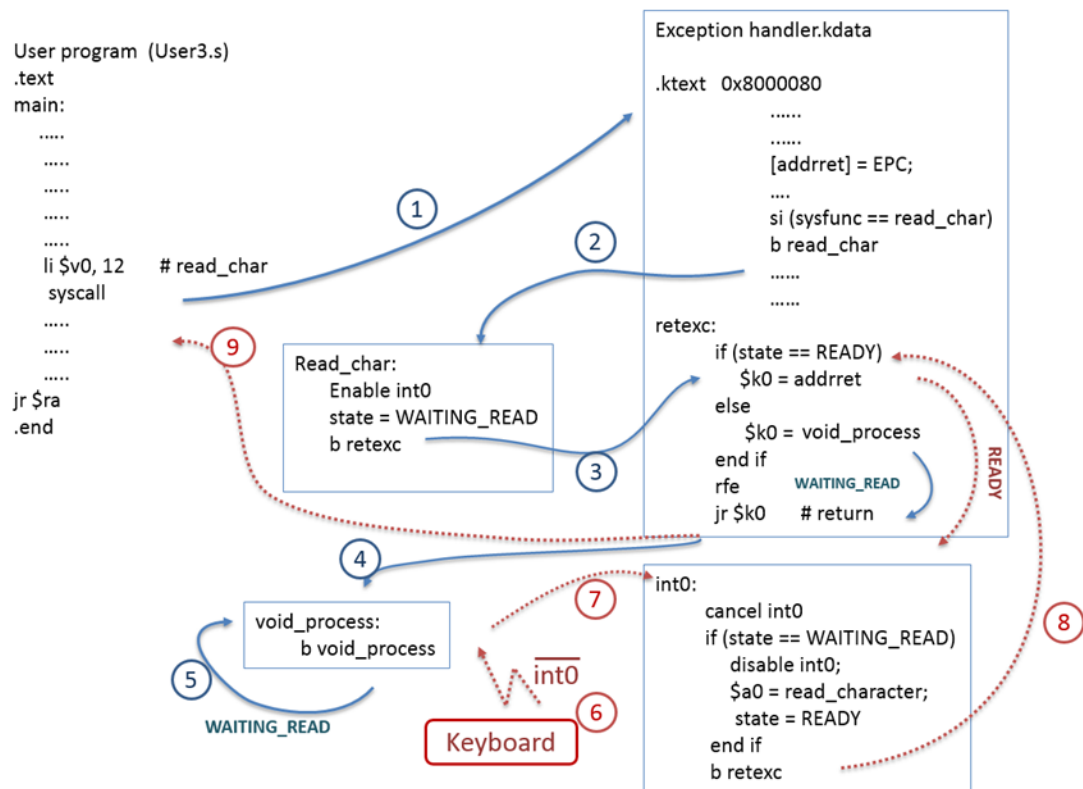 User program  (User3.s)
.text
main:
.....
.....
.....
.....
.....
li $v0, 12      # read_char
syscall
.....
.....
.....
jr $ra
.end
1
Exception handler.kdata
.ktext   0x8000080
......
......
[addrret] = EPC;
....
si (sysfunc == read_char)
b read_char
......
......
retexc:
if (state == READY)
$k0 = addrret
else
$k0 = void_process
end if
rfe
WAITING_READ
jr $k0      # return
READY
2
Read_char:
Enable int0
state = WAITING_READ
b retexc
3
9
4
void_process:
b void_process
5
WAITING_READ
int0
6
Keyboard
7
int0:
cancel int0
if (state == WAITING_READ)
disable int0;
$a0 = read_character;
state = READY
end if
b retexc
8